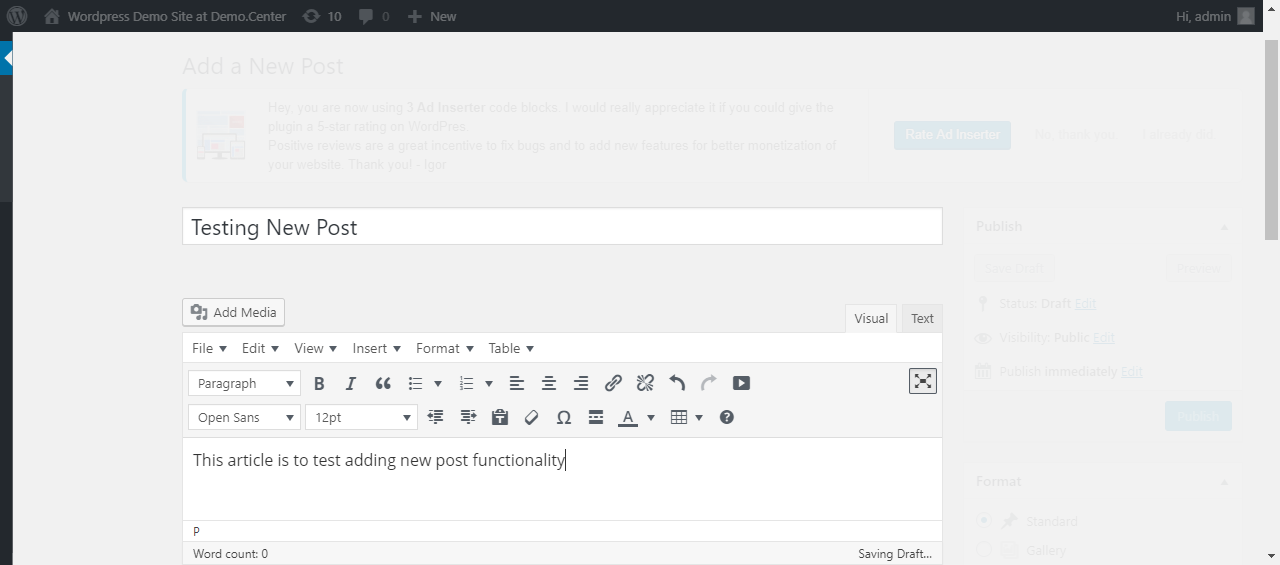 Wordpress Demo Site at Demo.Center 10 0 New Hi, admin
Add a New Post
Hey, you are now using 3 Ad Inserter code blocks. I would really appreciate it if you could give the
plugin a 5-star rating on WordPres.
Positive reviews are a great incentive to fix bugs and to add new features for better monetization of
your website. Thank you! - Igor
Rate Ad Inserter No, thank you. I already did.
Testing New Post
Publish
Save Draft Preview
Status: Draft Edit
Visibility: Public Edit
Publish immediately Edit
Publish
Add Media
Visual Text
File Edit View Insert Format Table
Paragraph
Open Sans 12pt
This article is to test adding new post functionality
P
Word count: 0 Saving Draft...
Format
Standard
Gallery